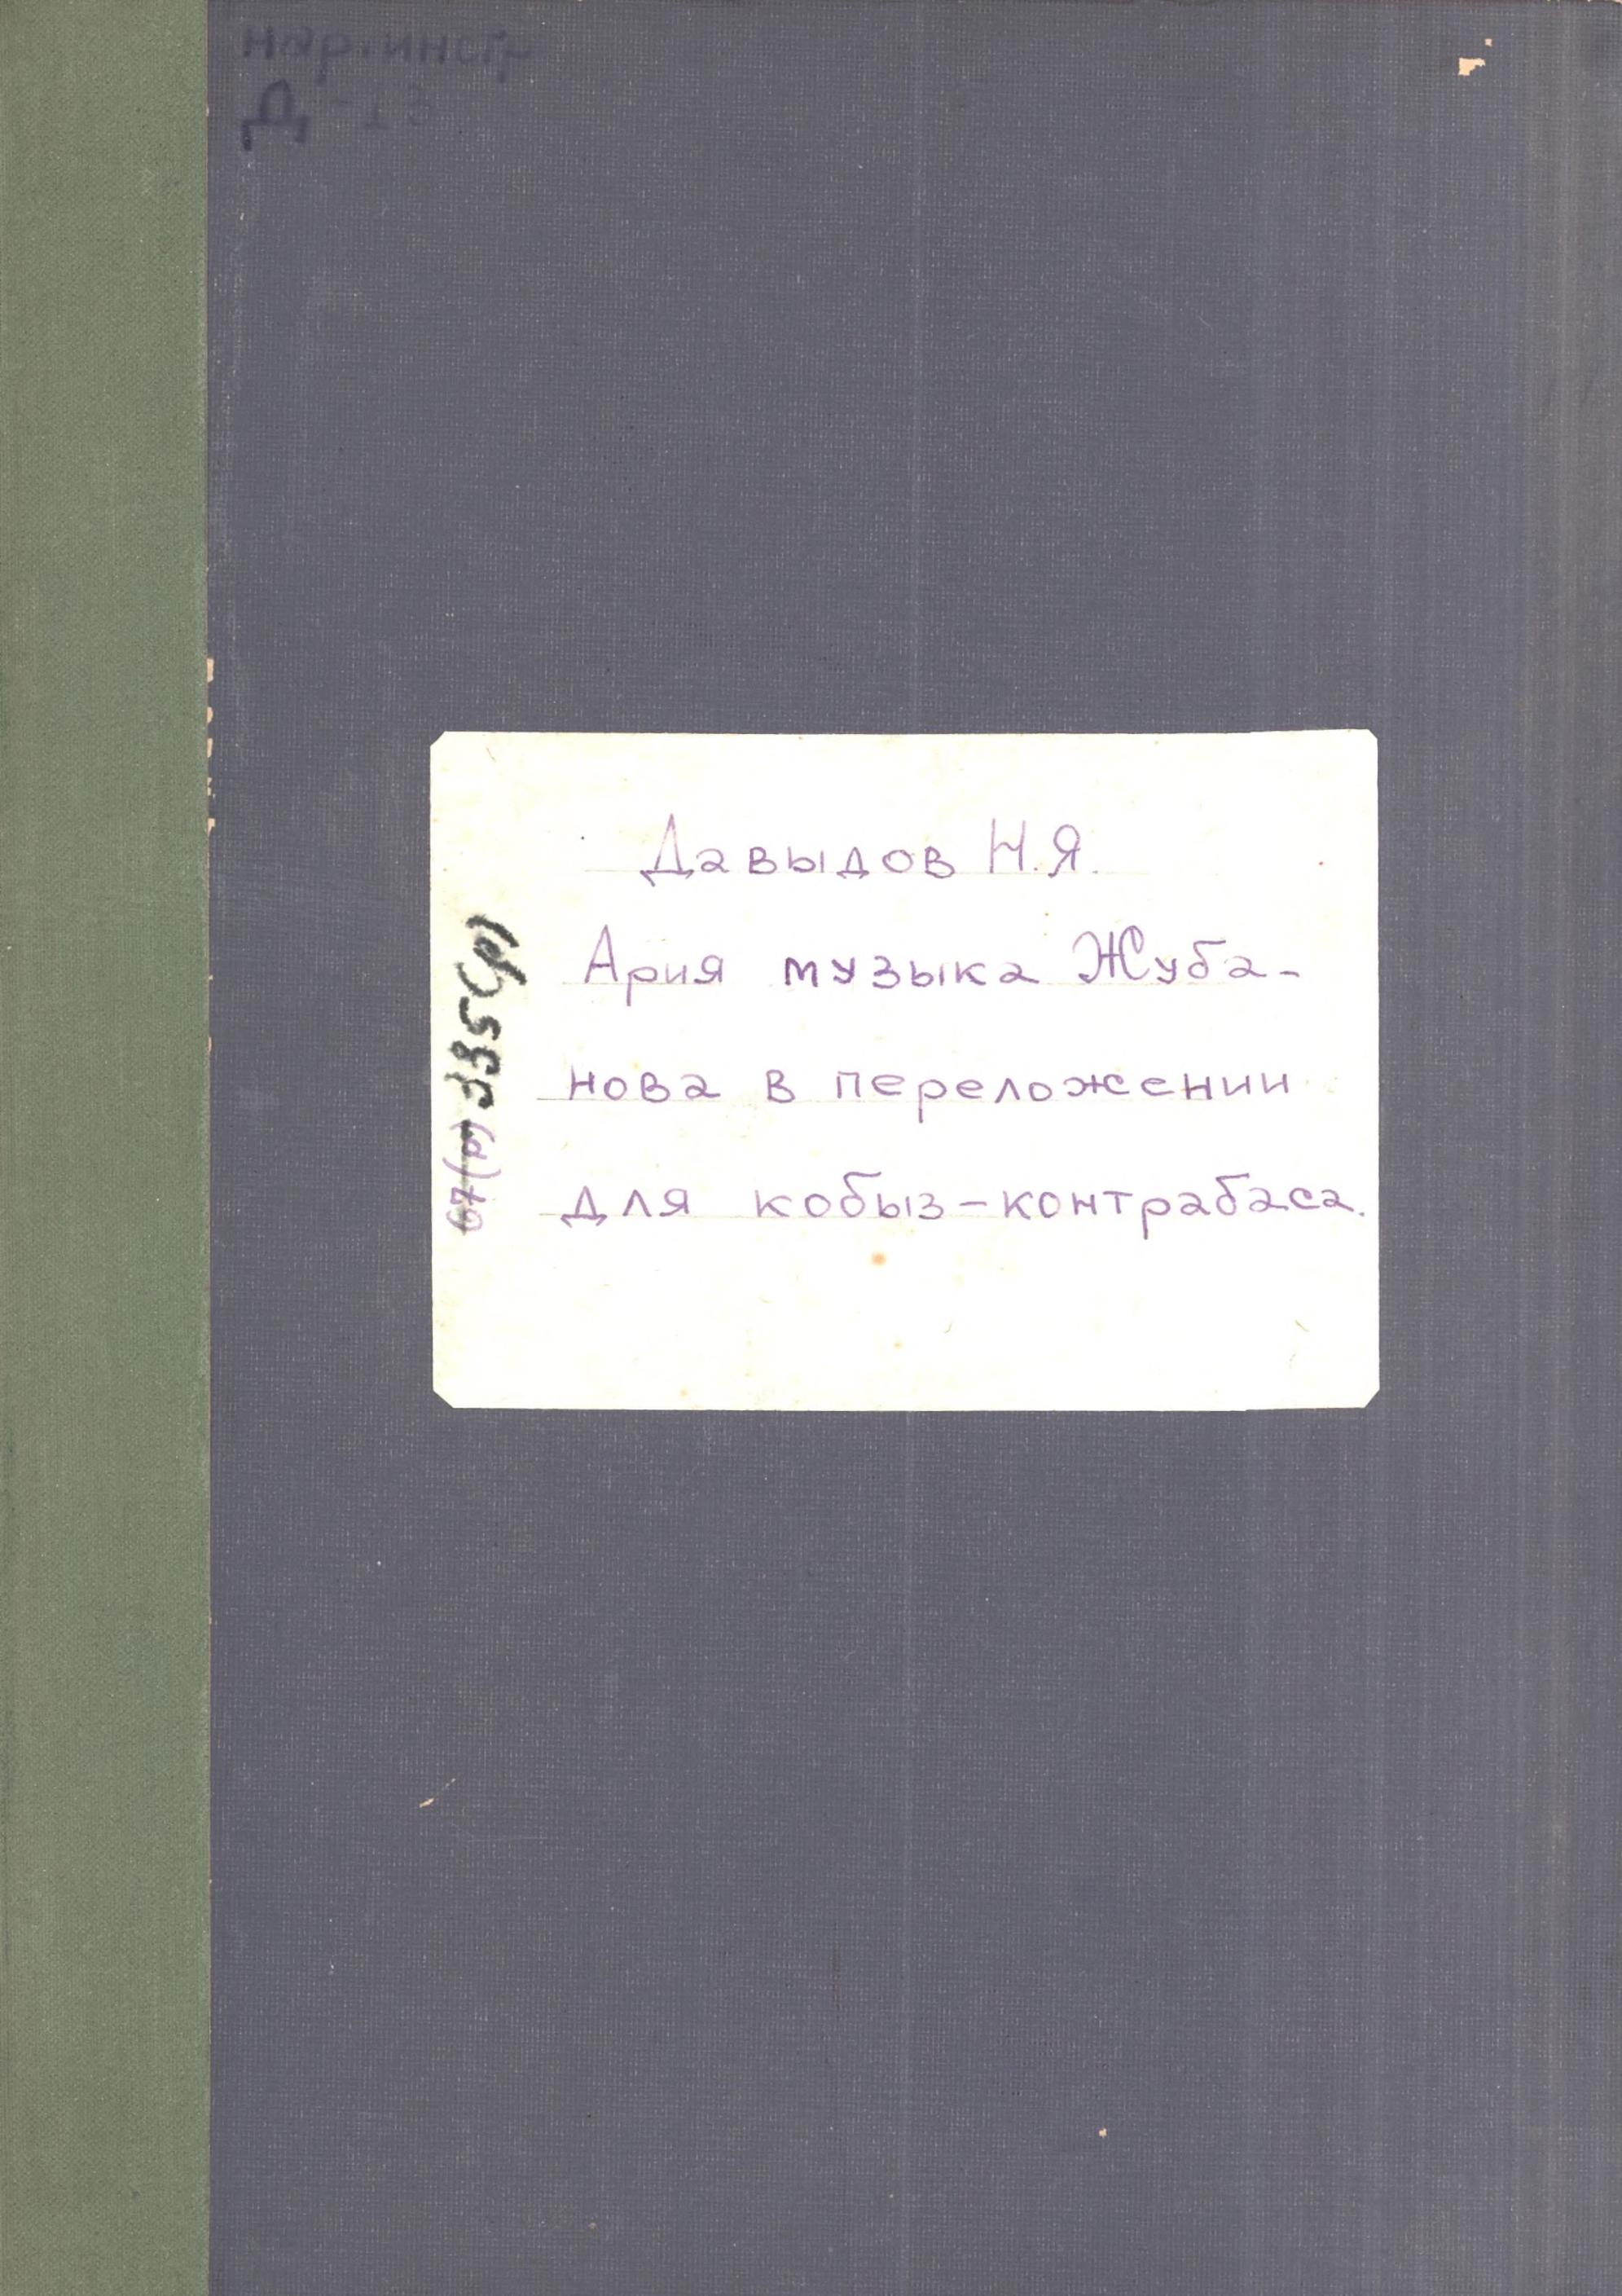 нар.инстр
Д-13
Давыдов Н.Я.
Ария музыка Жуба-
нова в переложении
для кобыз-контрабаса.
67(р) 335(р)